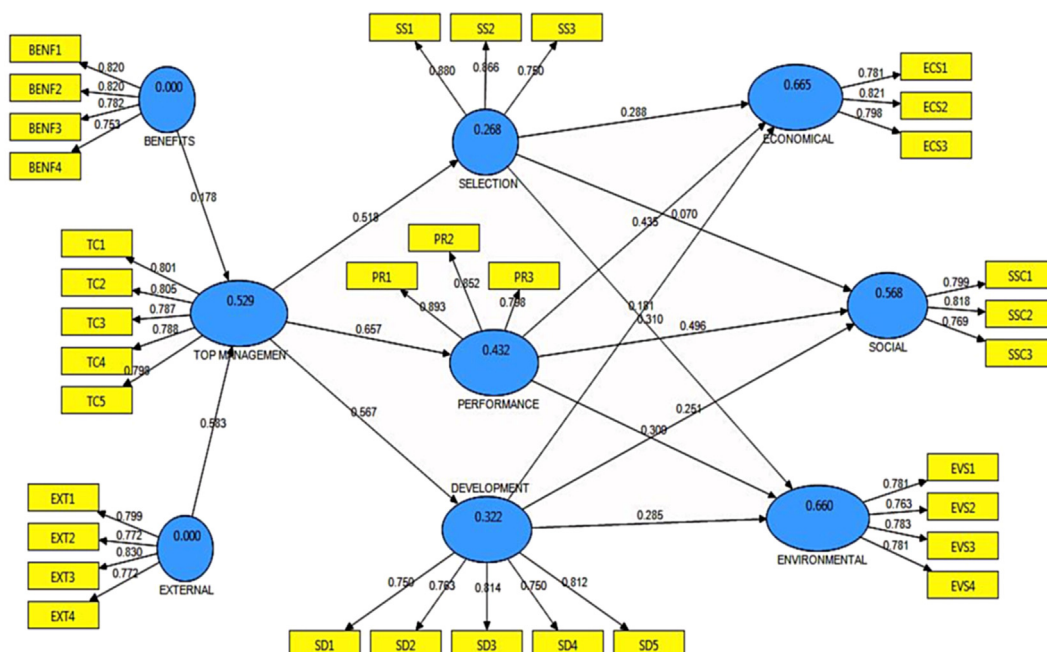 SS1
SS2
SS3
0.880
0.866
0.750
0.268
SELECTION
BENF1
BENF2
BENF3
BENF4
0.820
0.820
0.782
0.753
0.000
BENEFITS
0.178
ECS1
ECS2
ECS3
0.781
0.821
0.798
0.665
ECONOMICAL
0.288
0.435
0.070
0.518
TC1
TC2
TC3
TC4
TC5
0.801
0.805
0.787
0.788
0.798
0.529
TOP MANAGEMEN
PR1
PR2
PR3
0.893
0.852
0.798
0.432
PERFORMANCE
0.657
0.181
0.310
0.496
SSC1
SSC2
SSC3
0.799
0.818
0.769
0.568
SOCIAL
0.583
0.567
0.251
0.309
EXT1
EXT2
EXT3
EXT4
0.799
0.772
0.830
0.772
0.000
EXTERNAL
DEVELOPMENT
0.322
0.285
EVS1
EVS2
EVS3
EVS4
0.781
0.763
0.783
0.781
0.660
ENVIRONMENTAL
0.750
0.763
0.814
0.750
0.812
SD1
SD2
SD3
SD4
SD5